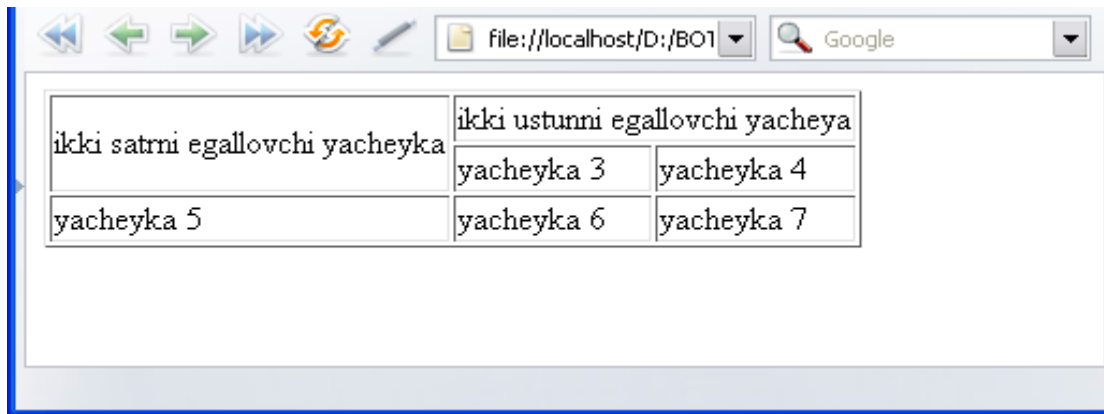 file://localhost/D:/BOT
Google
ikki satrni egallovchi yacheyka
ikki ustunni egallovchi yacheya
yacheyka 3
yacheyka 4
yacheyka 5
yacheyka 6
yacheyka 7